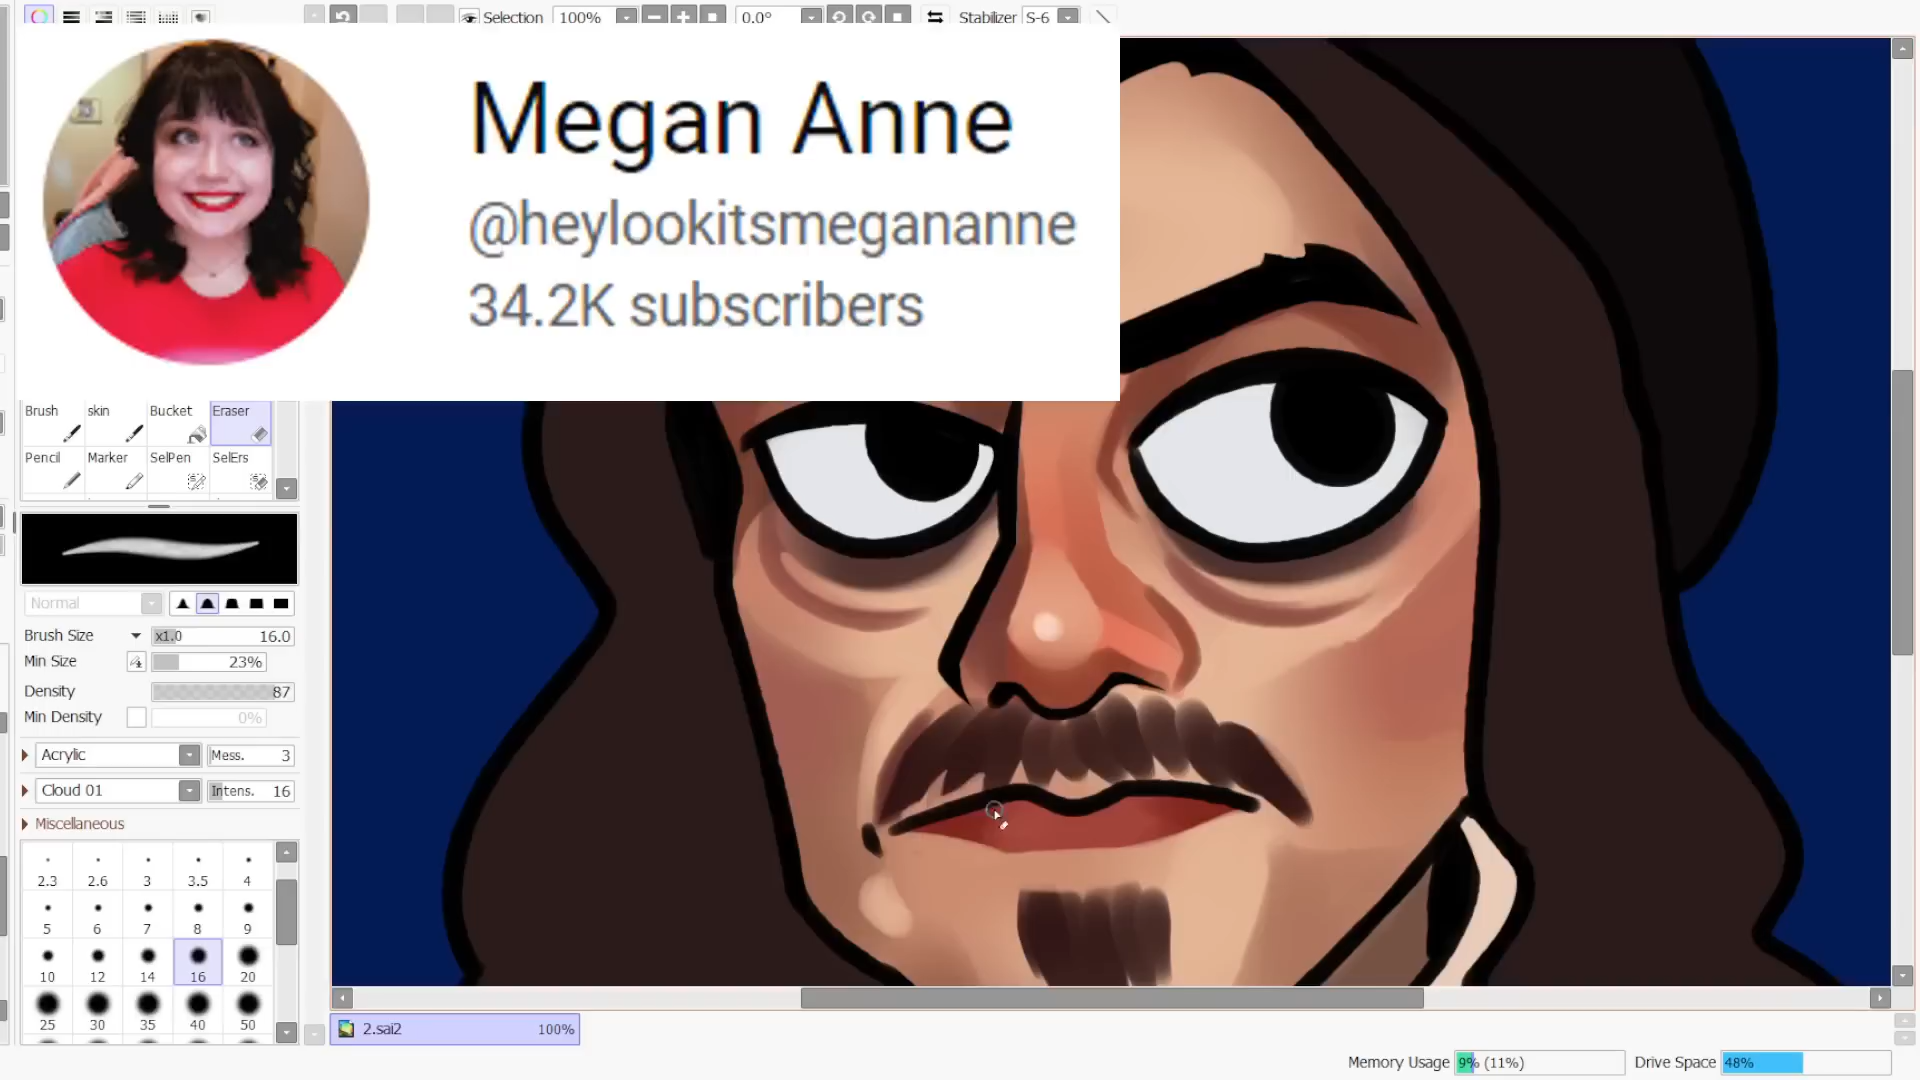 Selection 100% 0.0° Stabilizer S-6
Megan Anne
@heylookitsmegananne
34.2K subscribers
Brush skin Bucket Eraser
Pencil Marker SelPen SelErs
Normal
Brush Size x1.0 16.0
Min Size 23%
Density 87
Min Density 0%
Acrylic Mess. 3
Cloud 01 Intens. 16
Miscellaneous
2.3 2.6 3 3.5 4
5 6 7 8 9
10 12 14 16 20
25 30 35 40 50
2.sai2 100%
Memory Usage 9% (11%) Drive Space 48%